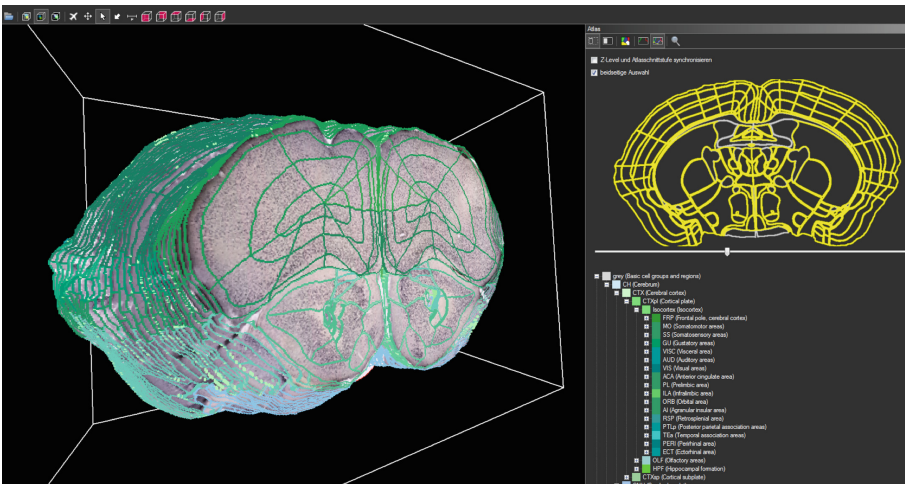 Atlas
Z Level und Atlasschnittstufe synchronisieren
beidseitige Auswahl
grey (Basic cell groups and regions)
CH (Cerebrum)
CTX (Cerebral cortex)
CTXpl (Cortical plate)
Isocortex (Isocortex)
FRP (Frontal pole, cerebral cortex)
MO (Somatomotor areas)
SS (Somatosensory areas)
GU (Gustatory areas)
VISC (Visceral area)
AUD (Auditory areas)
VIS (Visual areas)
ACA (Anterior cingulate area)
PL (Prelimbic area)
ILA (Infralimbic area)
ORB (Orbital area)
AI (Agranular insular area)
RSP (Retrosplenial area)
PTLp (Posterior parietal association areas)
TEa (Temporal association areas)
PERI (Perirhinal area)
ECT (Ectorhinal area)
OLF (Olfactory areas)
HPF (Hippocampal formation)
CTXsp (Cortical subplate)